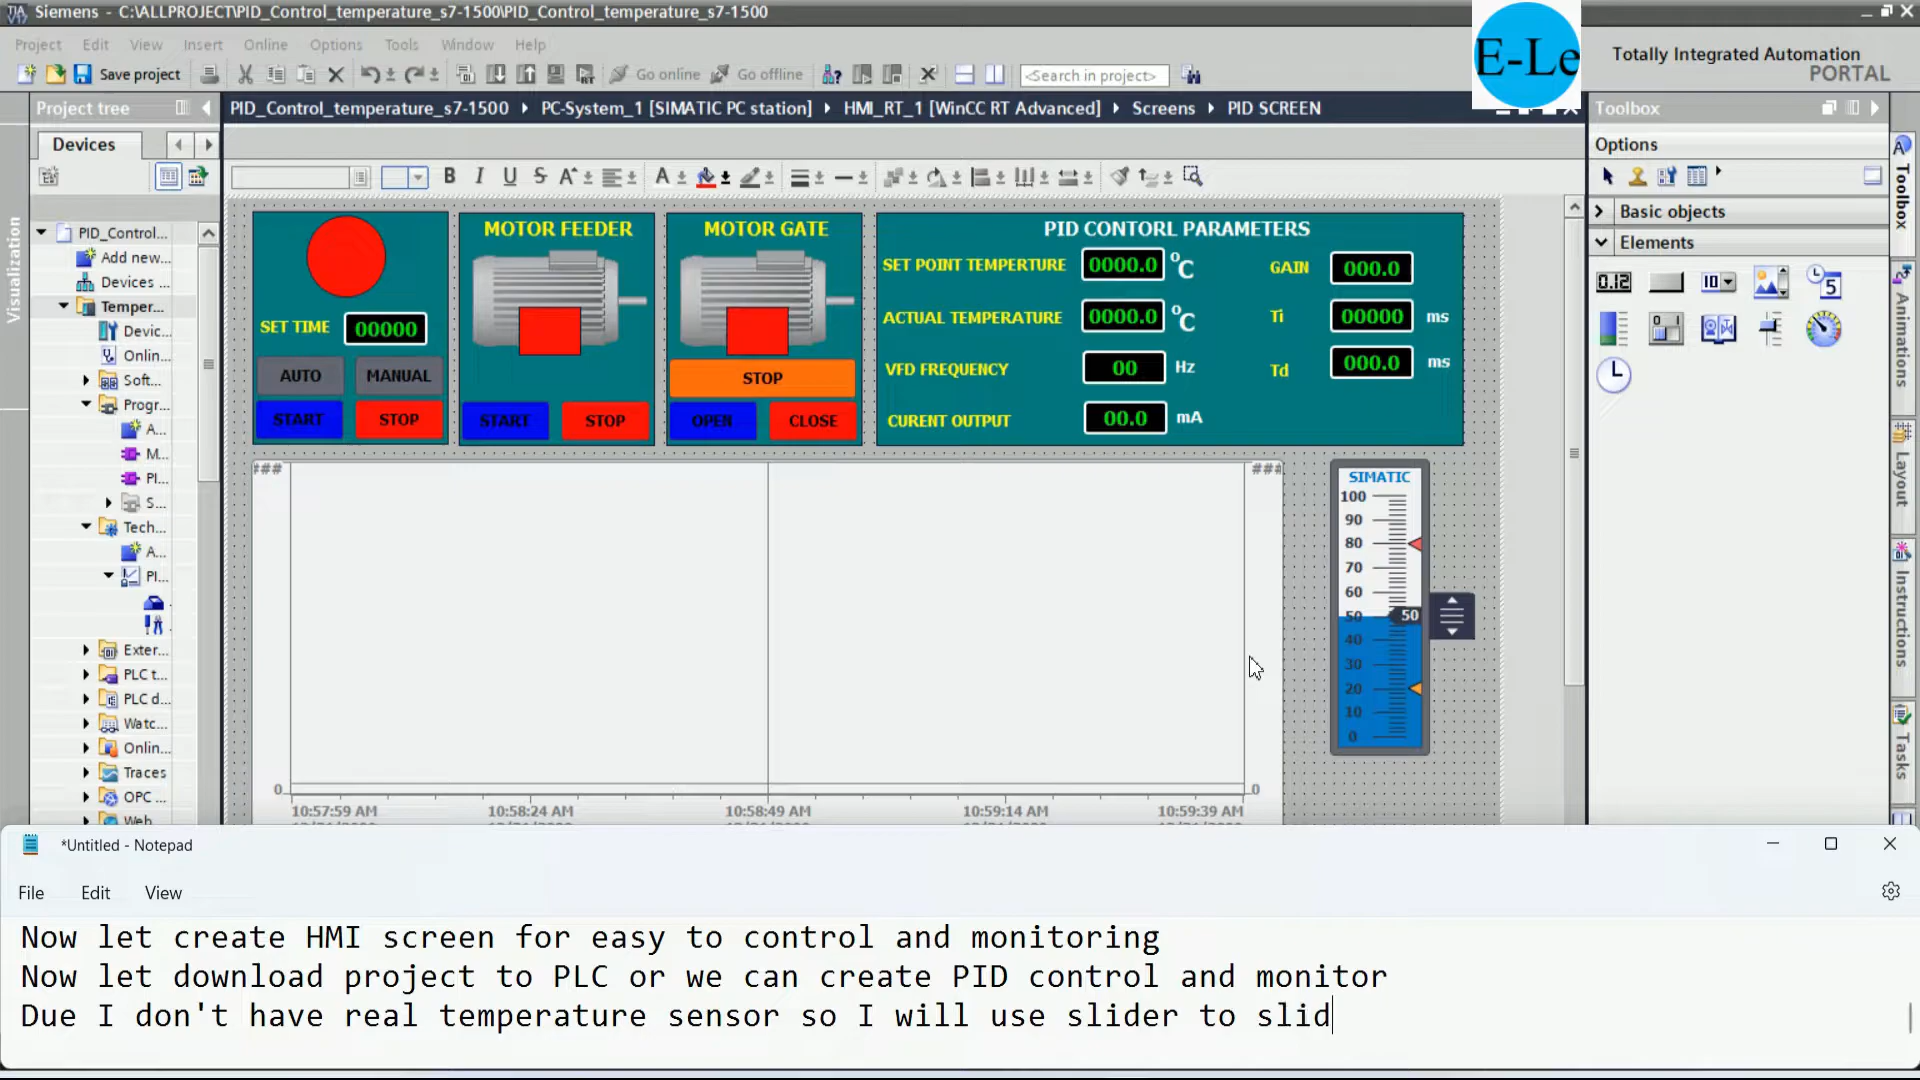 Siemens - C:\ALLPROJECT\PID_Control_temperature_s7-1500\PID_Control_temperature_s7-1500
E-Le
Project Edit View Insert Online Options Tools Window Help
Totally Integrated Automation
PORTAL
Save project
Go online
Go offline
<Search in project>
Project tree
PID_Control_temperature_s7-1500 PC-System_1 [SIMATIC PC station] HMI_RT_1 [WinCC RT Advanced] Screens PID SCREEN
Toolbox
Devices
Options
Visualization
PID_Control...
Add new...
Devices ...
Temper...
Devic...
Onlin...
Soft...
Progr...
A...
M...
PI...
S...
Tech...
A...
PI...
Exter...
PLC t...
PLC d...
Watc...
Onlin...
Traces
OPC ...
Web
SET TIME 00000
AUTO MANUAL
START STOP
MOTOR FEEDER
START STOP
MOTOR GATE
STOP
OPEN CLOSE
PID CONTORL PARAMETERS
SET POINT TEMPERTURE 0000.0 °C GAIN 000.0
ACTUAL TEMPERATURE 0000.0 °C Ti 00000 ms
VFD FREQUENCY 00 Hz Td 000.0 ms
CURENT OUTPUT 00.0 mA
### ###
0 0
10:57:59 AM 10:58:24 AM 10:58:49 AM 10:59:14 AM 10:59:39 AM
SIMATIC
100
90
80
70
60
50 50
40
30
20
10
0
Basic objects
Elements
0.12
10
5
Toolbox
Animations
Layout
Instructions
Tasks
*Untitled - Notepad
File Edit View
Now let create HMI screen for easy to control and monitoring
Now let download project to PLC or we can create PID control and monitor
Due I don't have real temperature sensor so I will use slider to slid